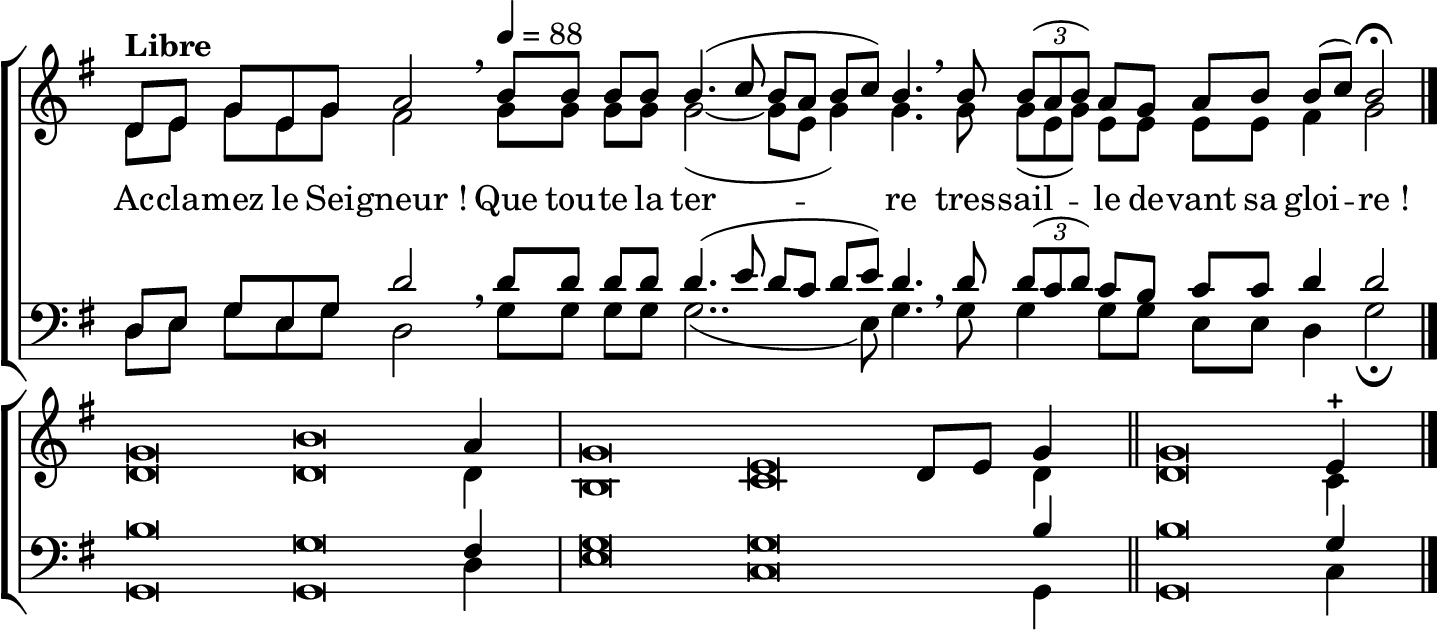 Libre
♩ = 88
3
Acclamez le Seigneur ! Que toute la ter -- re tressail -- le devant sa gloi -- re !
3